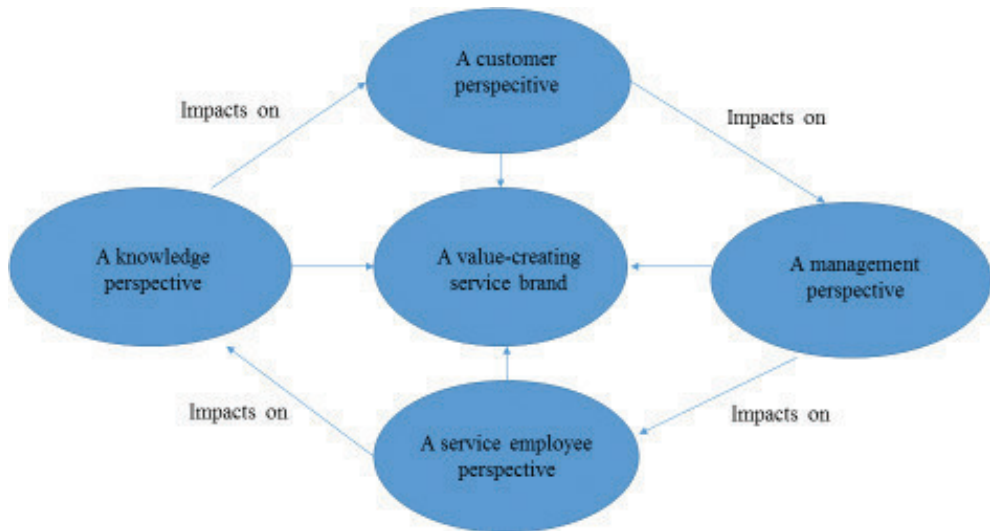 A customer
perspecitive
Impacts on
Impacts on
A knowledge
perspective
A value-creating
service brand
A management
perspective
Impacts on
Impacts on
A service employee
perspective